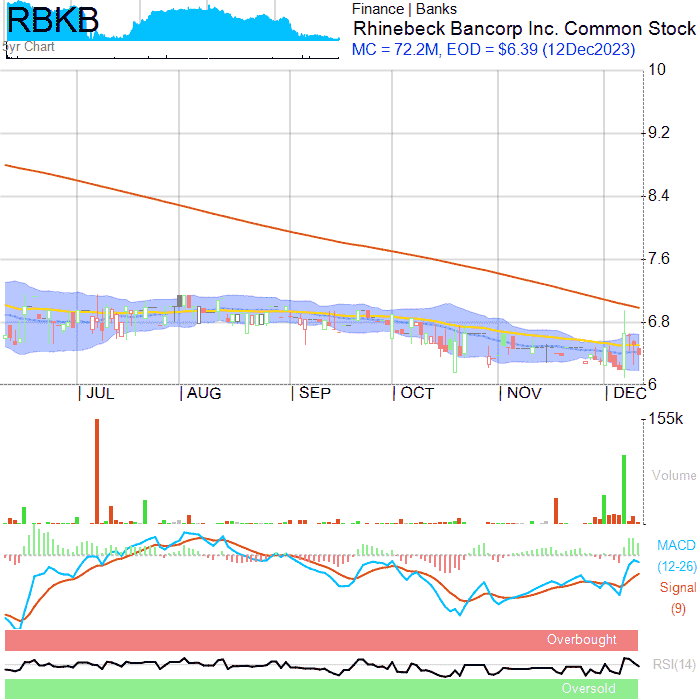 RBKB
5yr Chart
Finance | Banks
Rhinebeck Bancorp Inc. Common Stock
MC = 72.2M, EOD = $6.39 (12Dec2023)
10
9.2
8.4
7.6
6.8
6
JUL AUG SEP OCT NOV DEC
155k
Volume
MACD
(12-26)
Signal
(9)
Overbought
RSI(14)
Oversold